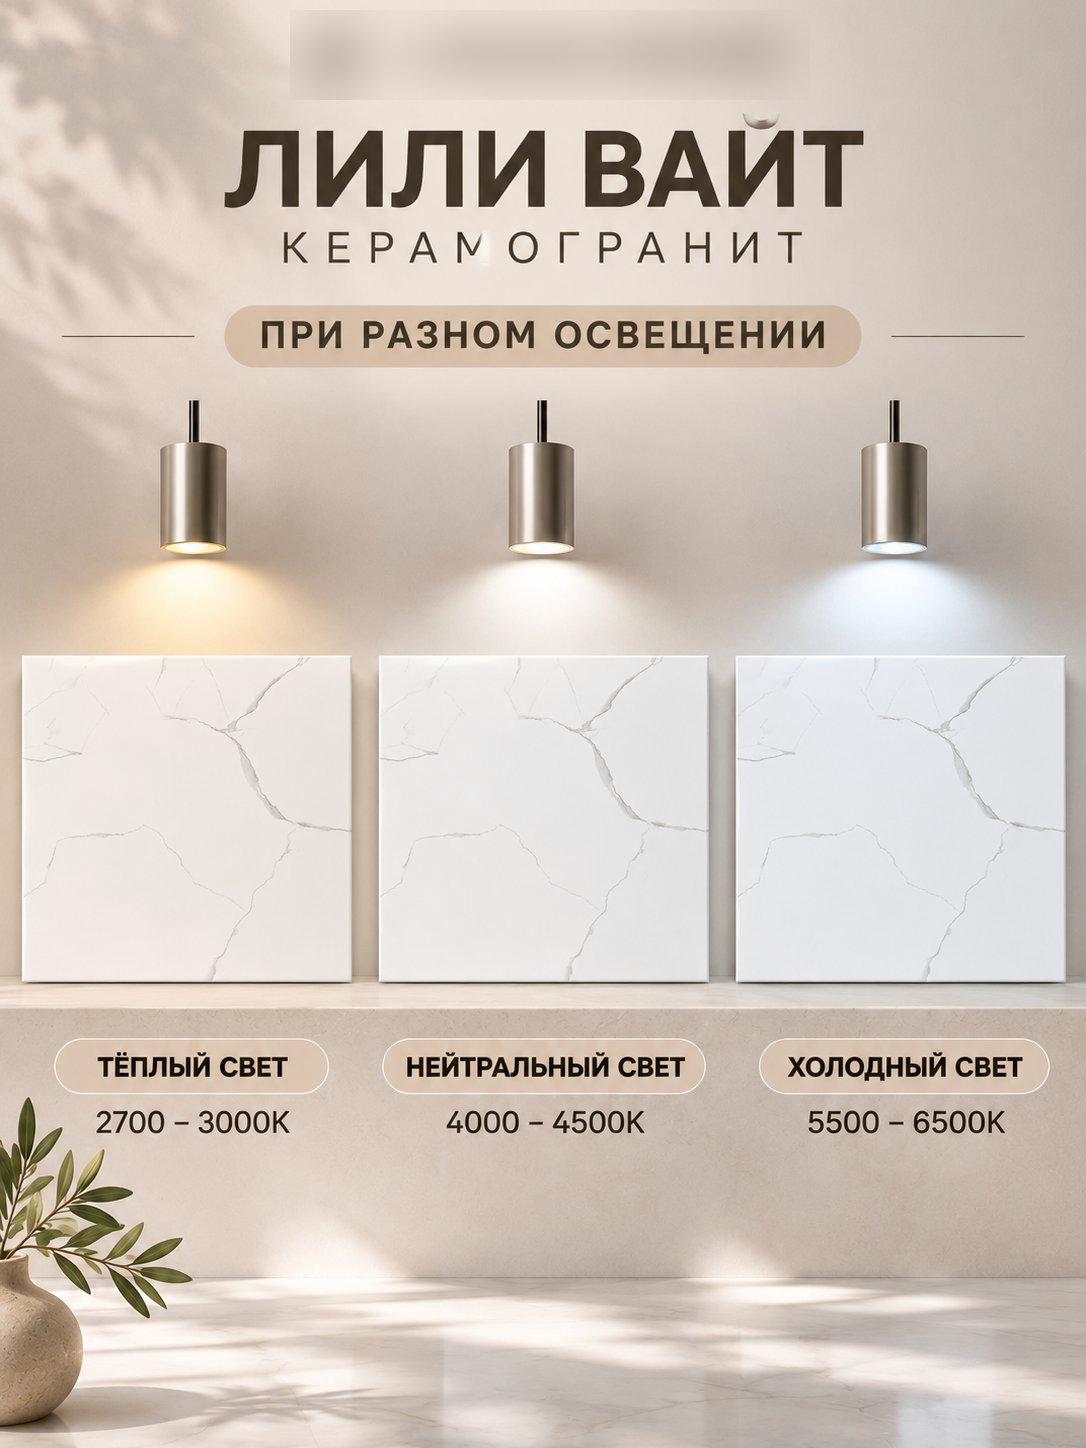 ЛИЛИ ВАЙТ
КЕРАМОГРАНИТ
ПРИ РАЗНОМ ОСВЕЩЕНИИ
ТЁПЛЫЙ СВЕТ
2700 – 3000K
НЕЙТРАЛЬНЫЙ СВЕТ
4000 – 4500K
ХОЛОДНЫЙ СВЕТ
5500 – 6500K